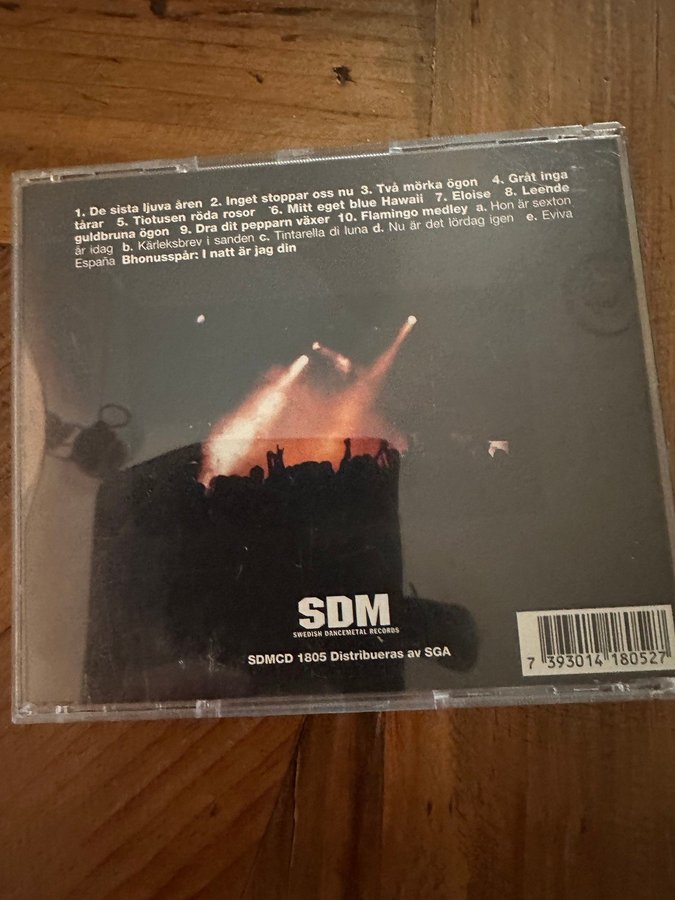 1. De sista ljuva åren 2. Inget stoppar oss nu 3. Två mörka ögon 4. Gråt inga
tårar 5. Tiotusen röda rosor 6. Mitt eget blue Hawaii 7. Eloise 8. Leende
guldbruna ögon 9. Dra dit pepparn växer 10. Flamingo medley a. Hon är sexton
år idag b. Kärleksbrev i sanden c. Tintarella di luna d. Nu är det lördag igen e. Eviva
España Bhonusspår: I natt är jag din
SDM
SWEDISH DANCEMETAL RECORDS
SDMCD 1805 Distribueras av SGA
7 393014 180527